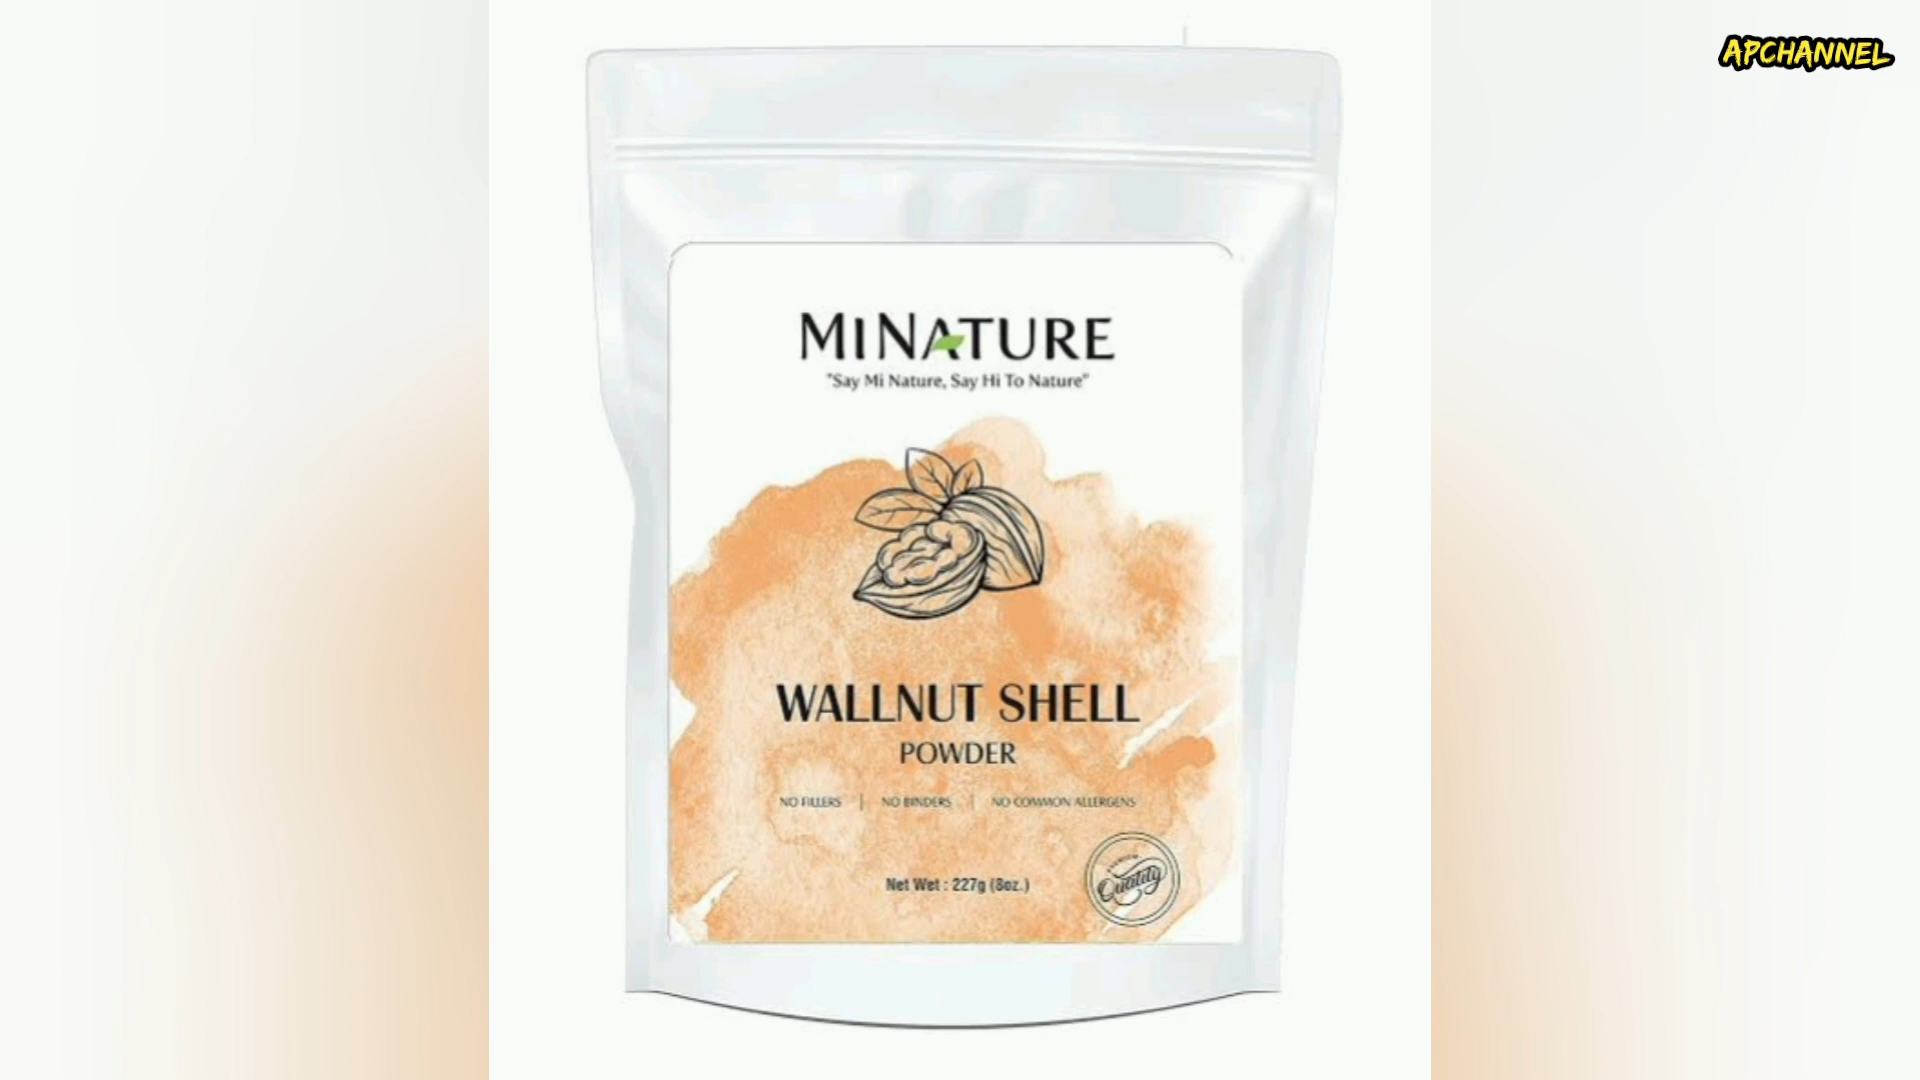 APCHANNEL
MINATURE
"Say Mi Nature, Say Hi To Nature"
WALLNUT SHELL
POWDER
NO FILLERS | NO BINDERS | NO COMMON ALLERGENS
Net Wet : 227g (8oz.)
PREMIUM
Quality